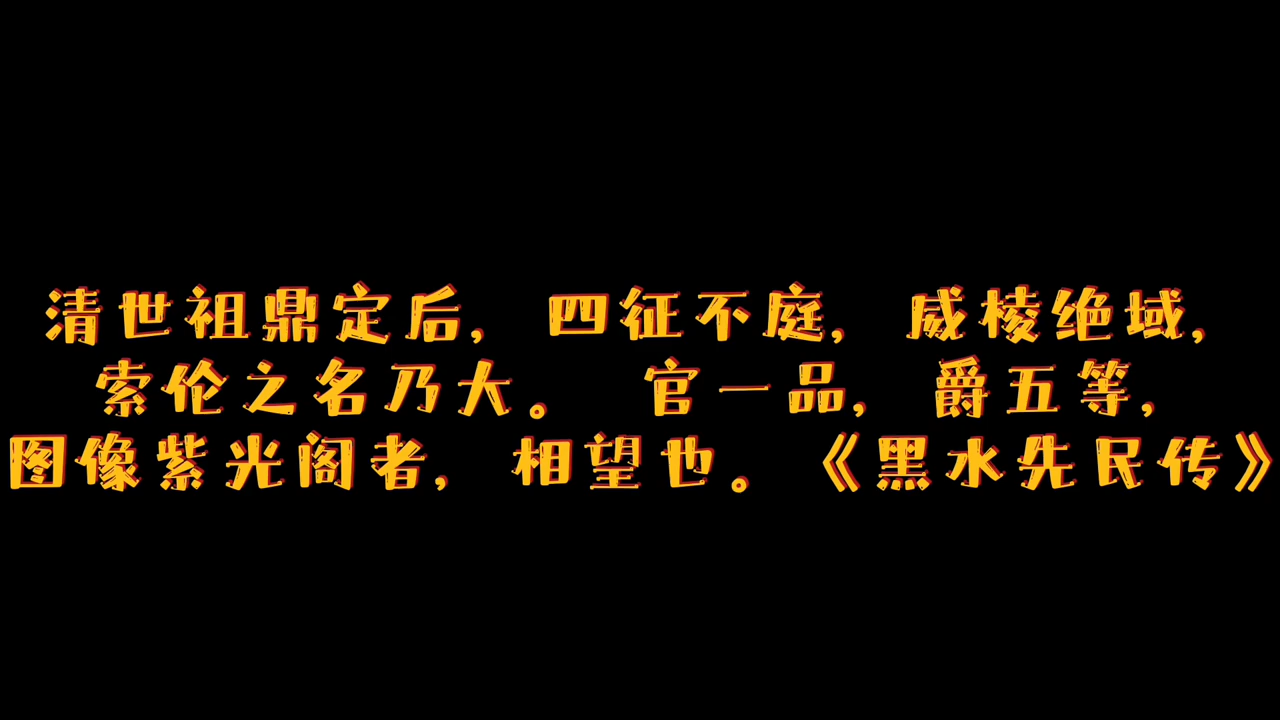 清世祖鼎定后，四征不庭，威棱绝域，
索伦之名乃大。官一品，爵五等，
图像紫光阁者，相望也。《黑水先民传》